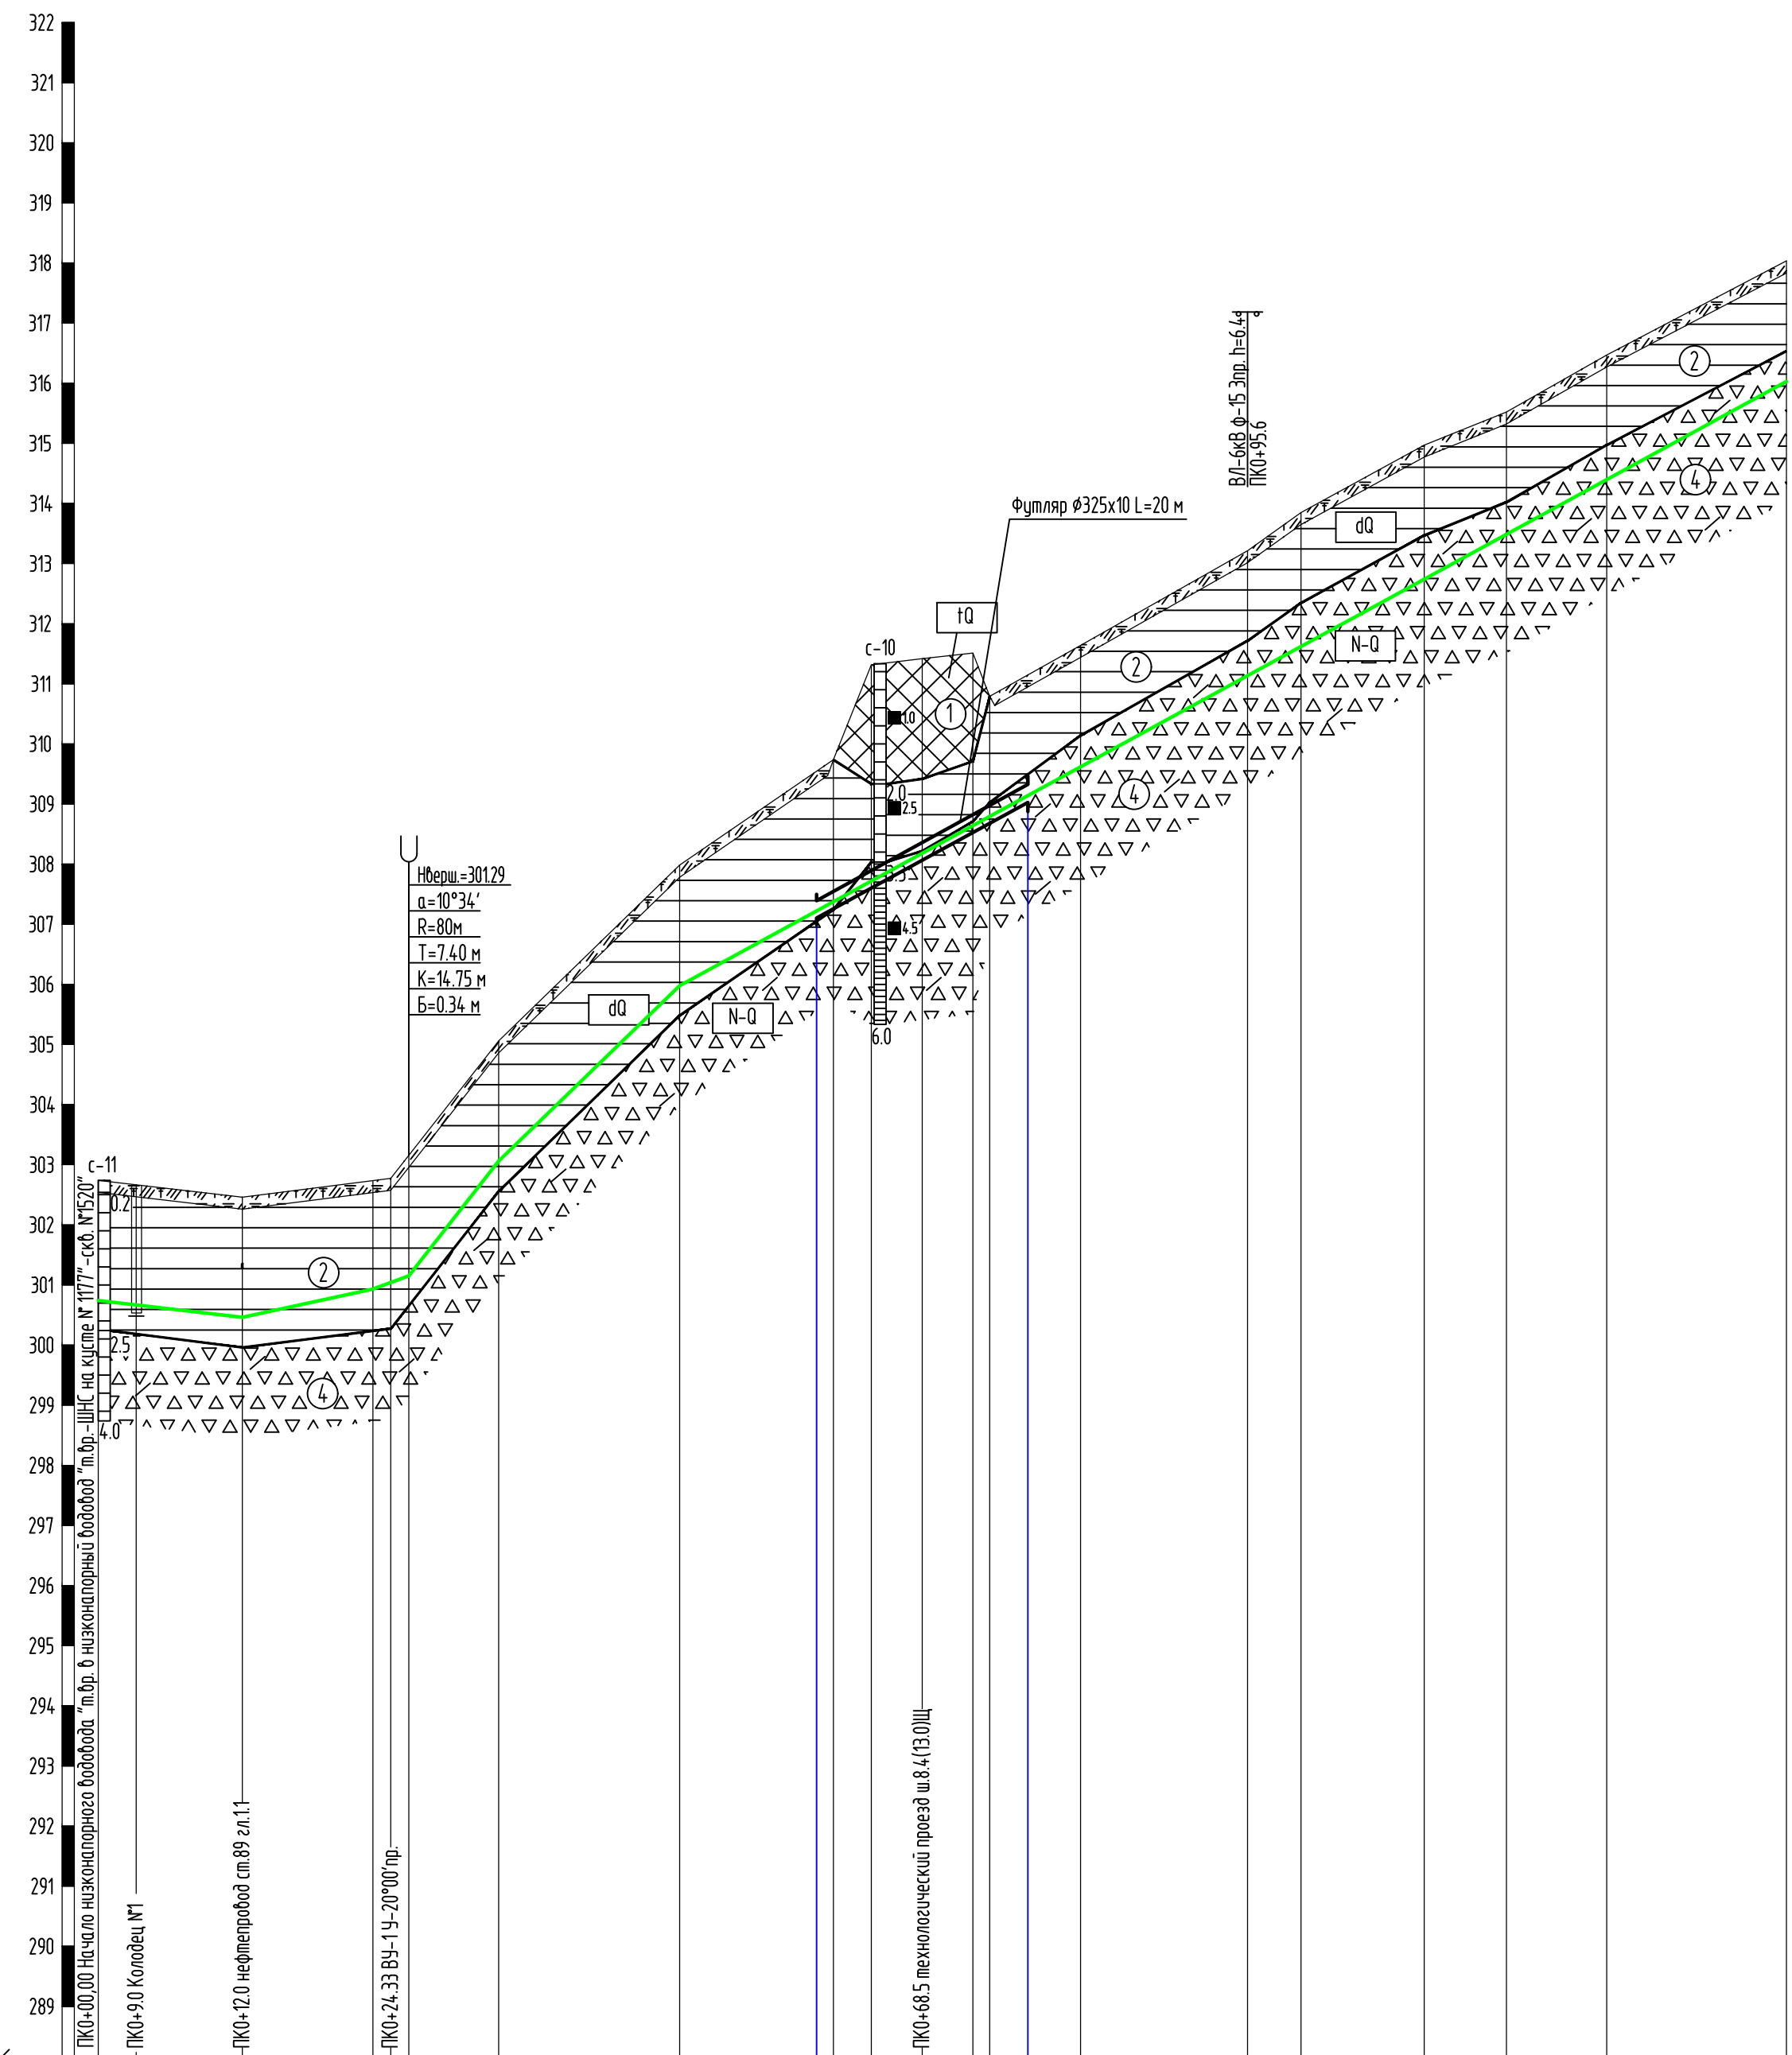 322
321
320
319
318
317
316
315
314
313
312
311
310
309
308
307
306
305
304
303
302
301
300
299
298
297
296
295
294
293
292
291
290
289
ВЛ-6кВ ф-15 3пр. h=6.4
ПК0+95.6
Футляр Ø325х10 L=20 м
tQ
с-10
1
1.0
2.0
2.5
3.5
4.5
6.0
2
4
dQ
N-Q
2
4
Нверш.=301.29
α=10°34'
R=80м
Т=7.40 м
К=14.75 м
Б=0.34 м
dQ
N-Q
с-11
0.2
2.5
4.0
2
4
ПК0+00,00 Начало низконапорного водовода "т.вр. в низконапорный водовод "т.вр.-ШНС на кусте №1177"-скв. №1520"
ПК0+9.0 Колодец №1
ПК0+12.0 нефтепровод ст.89 гл.1.1
ПК0+24.33 ВУ-1 У-20°00'пр.
ПК0+68.5 технологический проезд ш.8.4(13.0)Щ